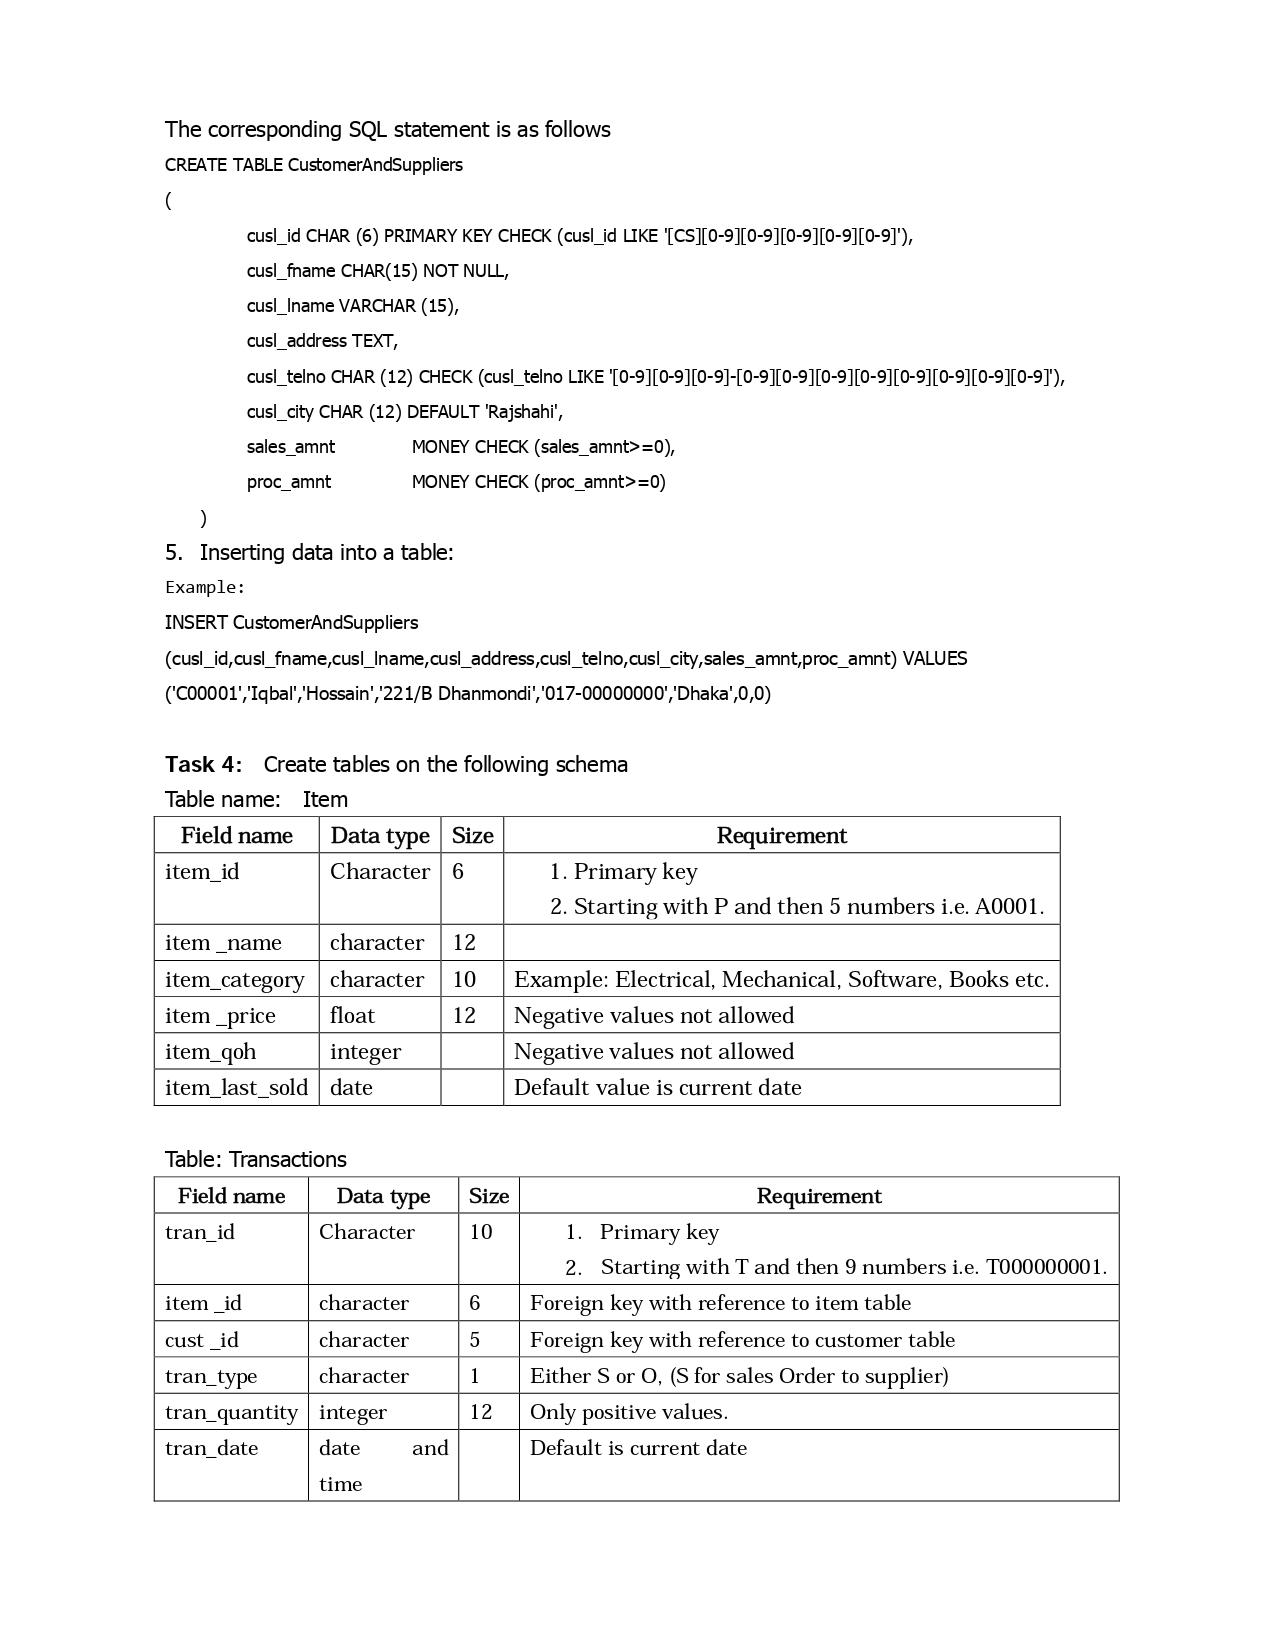 The corresponding SQL statement is as follows
CREATE TABLE CustomerAndSuppliers
(
cusl_id CHAR (6) PRIMARY KEY CHECK (cusl_id LIKE '[CS][0-9][0-9][0-9][0-9][0-9]'),
cusl_fname CHAR(15) NOT NULL,
cusl_lname VARCHAR (15),
cusl_address TEXT,
cusl_telno CHAR (12) CHECK (cusl_telno LIKE '[0-9][0-9][0-9]-[0-9][0-9][0-9][0-9][0-9][0-9][0-9][0-9]'),
cusl_city CHAR (12) DEFAULT 'Rajshahi',
sales_amnt MONEY CHECK (sales_amnt>=0),
proc_amnt MONEY CHECK (proc_amnt>=0)
)
5. Inserting data into a table:
Example:
INSERT CustomerAndSuppliers
(cusl_id,cusl_fname,cusl_lname,cusl_address,cusl_telno,cusl_city,sales_amnt,proc_amnt) VALUES
('C00001','Iqbal','Hossain','221/B Dhanmondi','017-00000000','Dhaka',0,0)
Task 4: Create tables on the following schema
Table name: Item
Field name Data type Size Requirement
item_id Character 6 1. Primary key
2. Starting with P and then 5 numbers i.e. A0001.
item _name character 12
item_category character 10 Example: Electrical, Mechanical, Software, Books etc.
item _price float 12 Negative values not allowed
item_qoh integer Negative values not allowed
item_last_sold date Default value is current date
Table: Transactions
Field name Data type Size Requirement
tran_id Character 10 1. Primary key
2. Starting with T and then 9 numbers i.e. T000000001.
item _id character 6 Foreign key with reference to item table
cust _id character 5 Foreign key with reference to customer table
tran_type character 1 Either S or O, (S for sales Order to supplier)
tran_quantity integer 12 Only positive values.
tran_date date and Default is current date
time